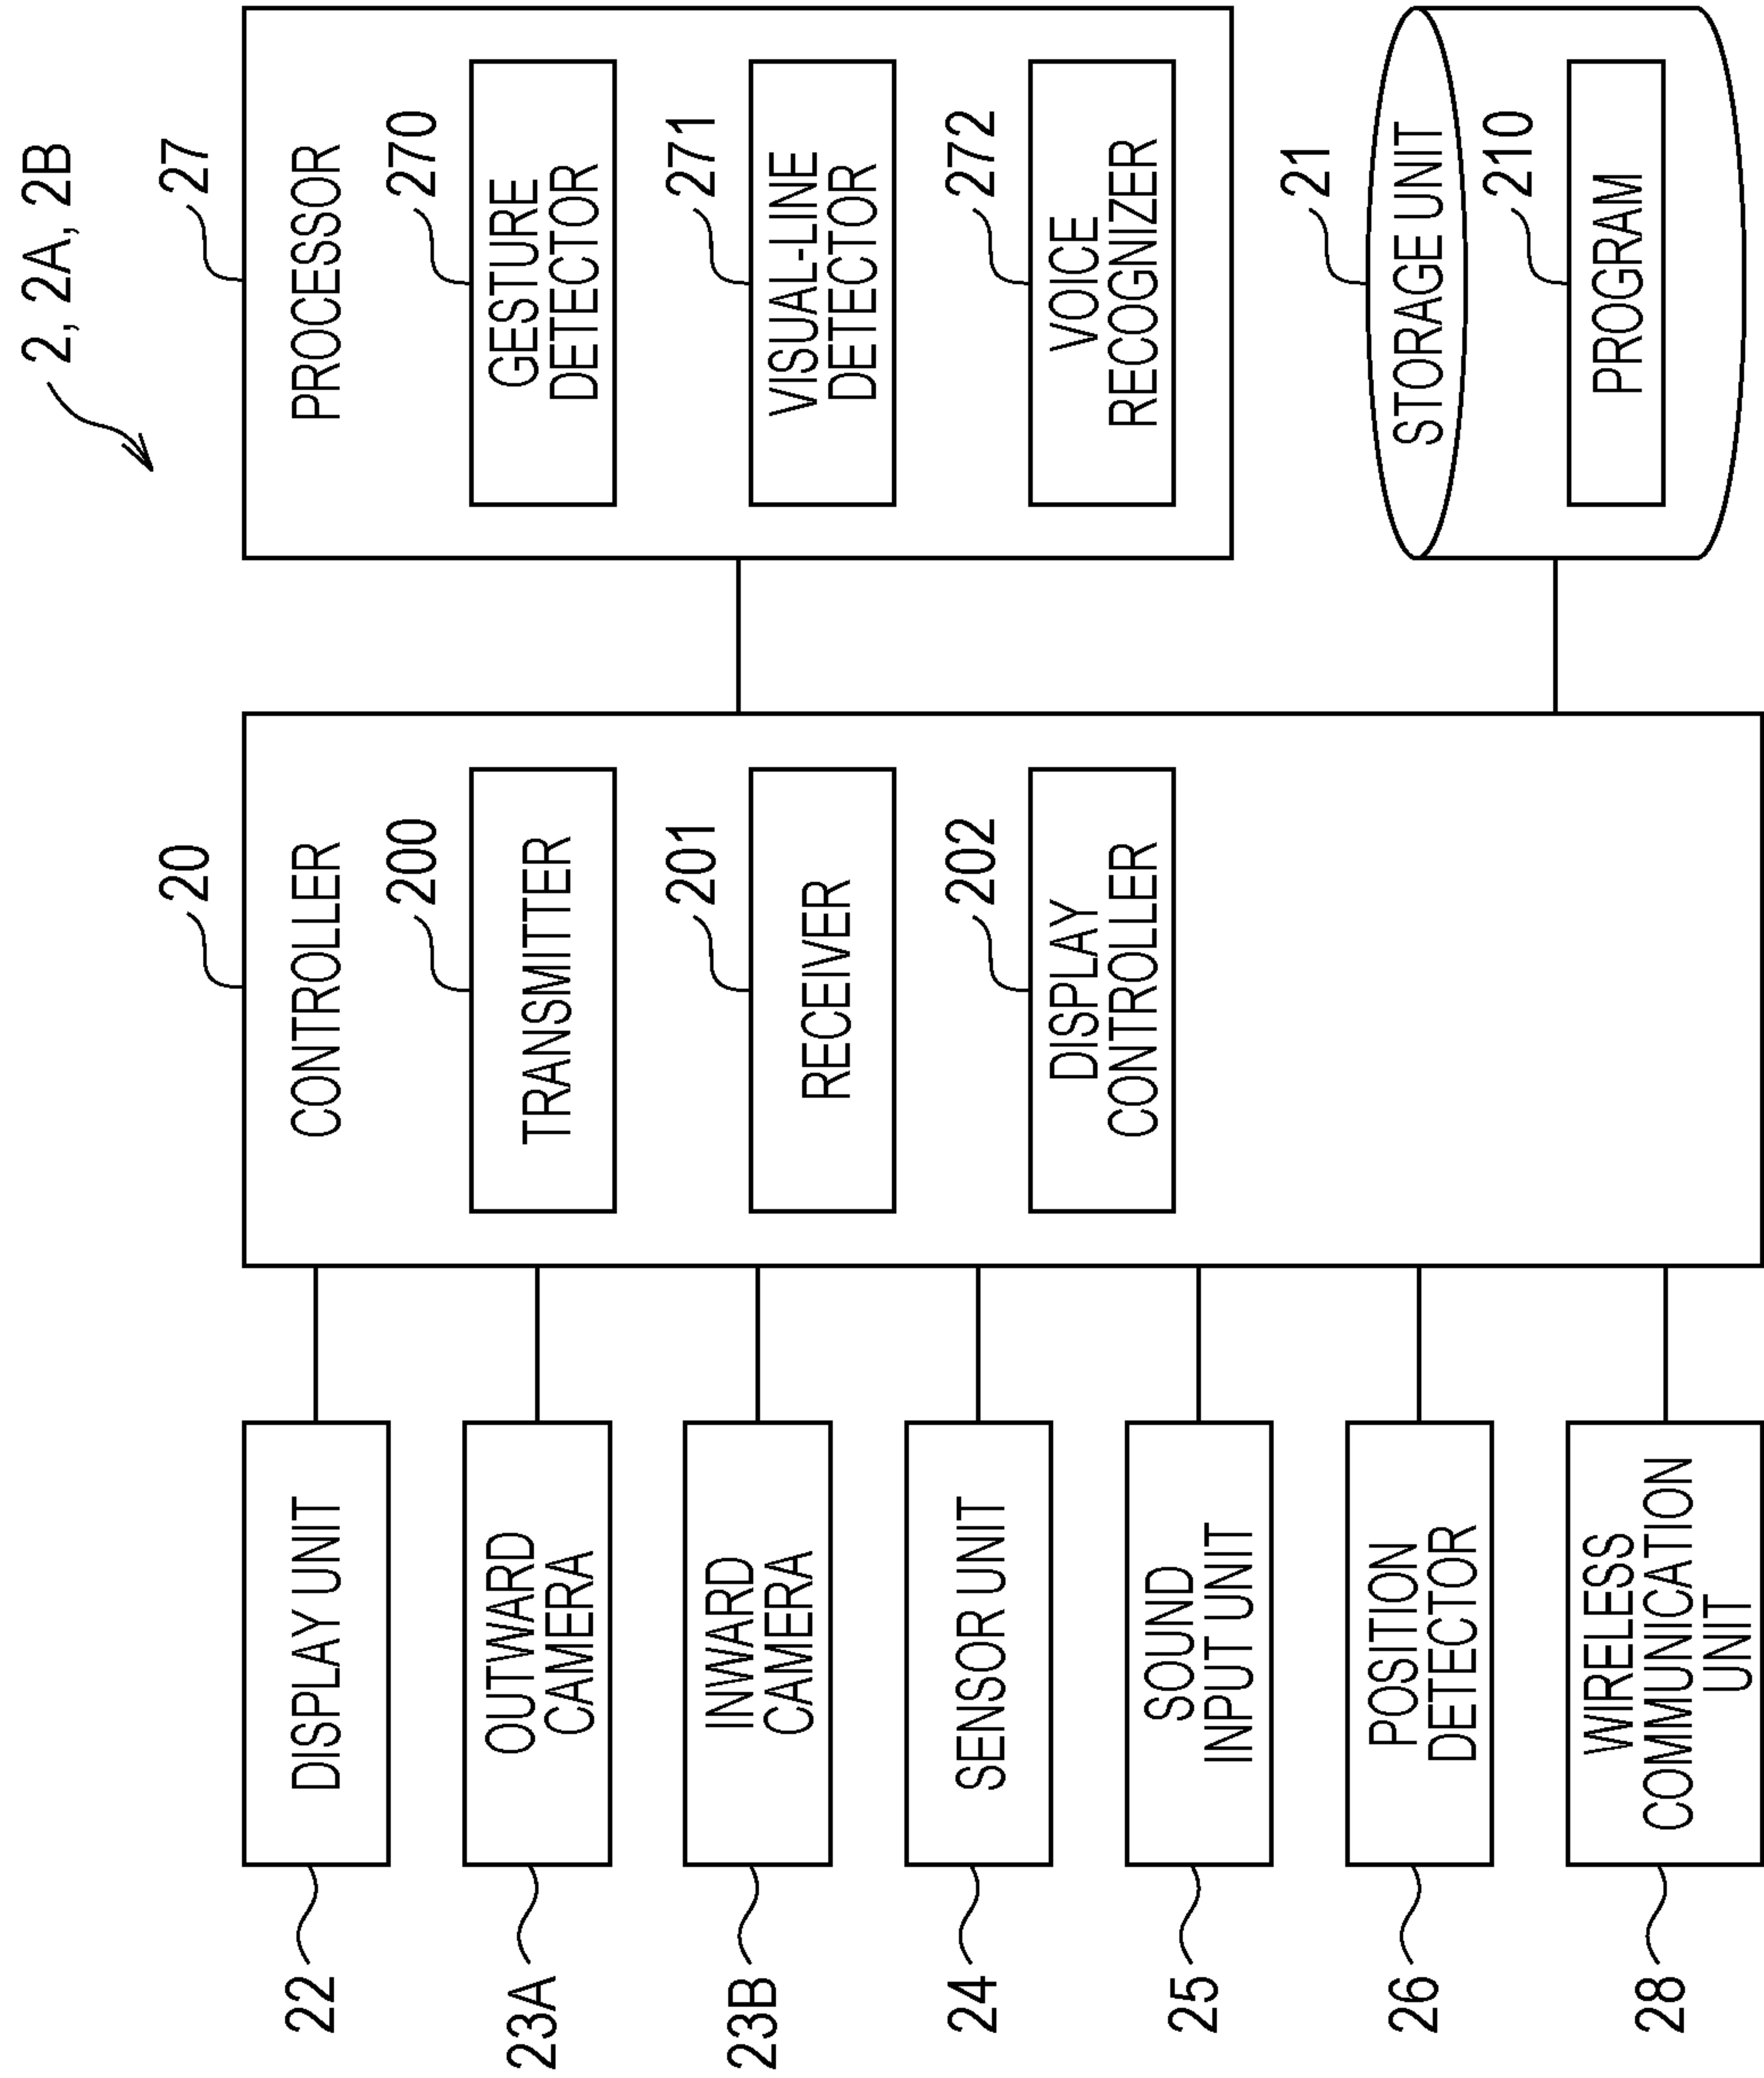 2, 2A, 2B
22
DISPLAY UNIT
23A
OUTWARD
CAMERA
23B
INWARD
CAMERA
24
SENSOR UNIT
25
SOUND
INPUT UNIT
26
POSITION
DETECTOR
28
WIRELESS
COMMUNICATION
UNIT
20
CONTROLLER
200
TRANSMITTER
201
RECEIVER
202
DISPLAY
CONTROLLER
27
PROCESSOR
270
GESTURE
DETECTOR
271
VISUAL-LINE
DETECTOR
272
VOICE
RECOGNIZER
21
STORAGE UNIT
210
PROGRAM